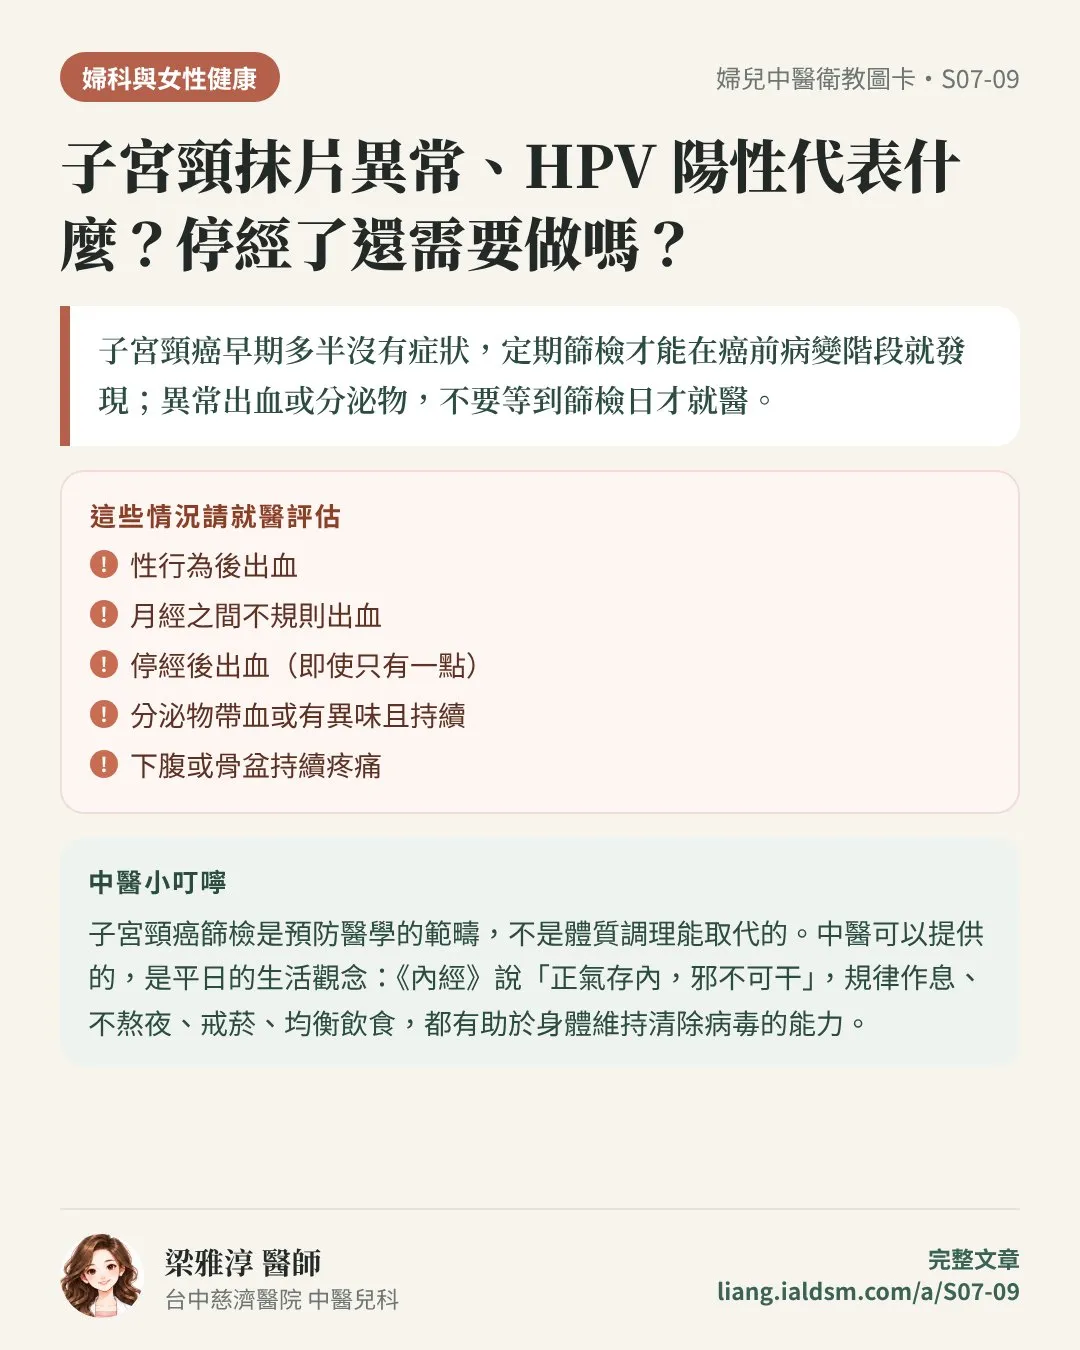 婦科與女性健康
婦兒中醫衛教圖卡・S07-09
子宮頸抹片異常、HPV 陽性代表什
麼？停經了還需要做嗎？
子宮頸癌早期多半沒有症狀，定期篩檢才能在癌前病變階段就發
現；異常出血或分泌物，不要等到篩檢日才就醫。
這些情況請就醫評估
! 性行為後出血
! 月經之間不規則出血
! 停經後出血（即使只有一點）
! 分泌物帶血或有異味且持續
! 下腹或骨盆持續疼痛
中醫小叮嚀
子宮頸癌篩檢是預防醫學的範疇，不是體質調理能取代的。中醫可以提供
的，是平日的生活觀念：《內經》說「正氣存內，邪不可干」，規律作息、
不熬夜、戒菸、均衡飲食，都有助於身體維持清除病毒的能力。
梁雅淳 醫師
台中慈濟醫院 中醫兒科
完整文章
liang.ialdsm.com/a/S07-09